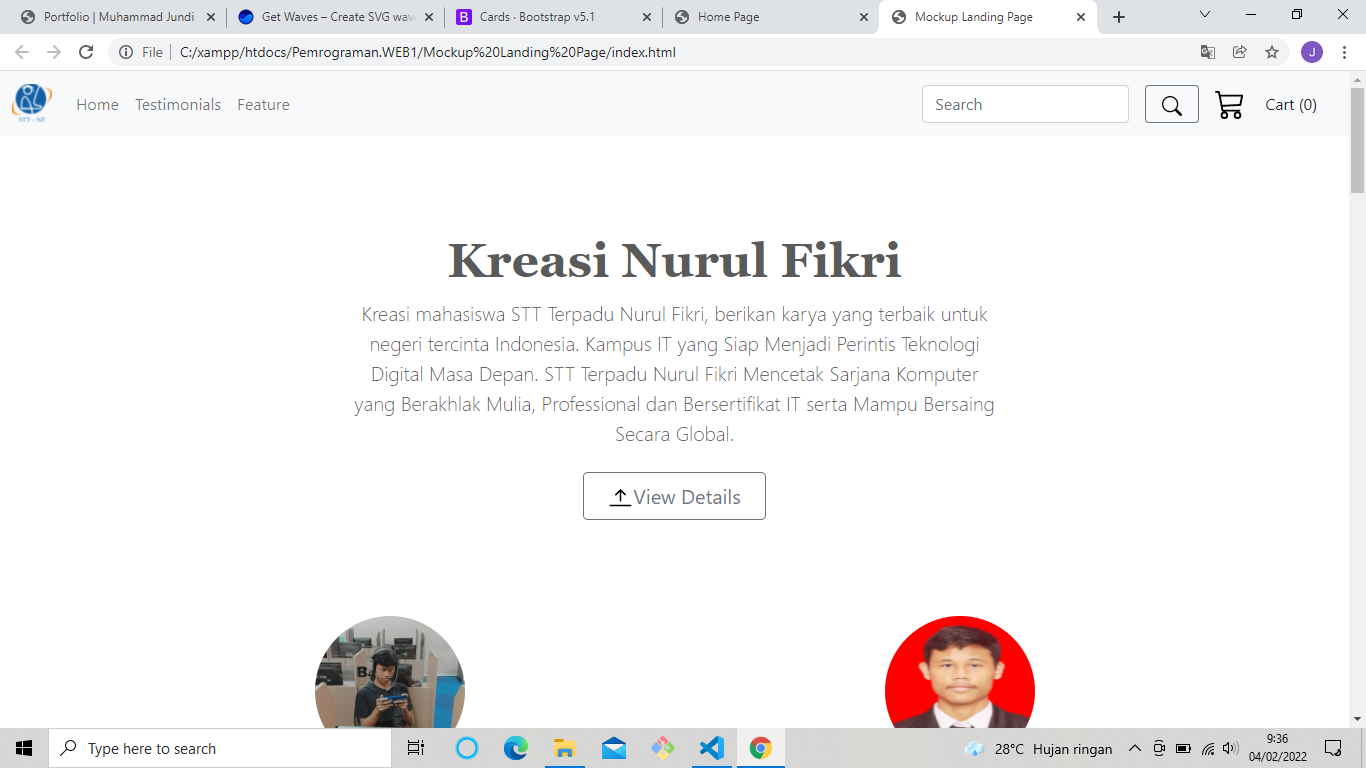 Portfolio | Muhammad Jundi
Get Waves – Create SVG wav
Cards · Bootstrap v5.1
Home Page
Mockup Landing Page
File
C:/xampp/htdocs/Pemrograman.WEB1/Mockup%20Landing%20Page/index.html
J
STT - NF
Home
Testimonials
Feature
Search
Cart (0)
Kreasi Nurul Fikri
Kreasi mahasiswa STT Terpadu Nurul Fikri, berikan karya yang terbaik untuk
negeri tercinta Indonesia. Kampus IT yang Siap Menjadi Perintis Teknologi
Digital Masa Depan. STT Terpadu Nurul Fikri Mencetak Sarjana Komputer
yang Berakhlak Mulia, Professional dan Bersertifikat IT serta Mampu Bersaing
Secara Global.
View Details
Type here to search
28°C Hujan ringan
9:36
04/02/2022